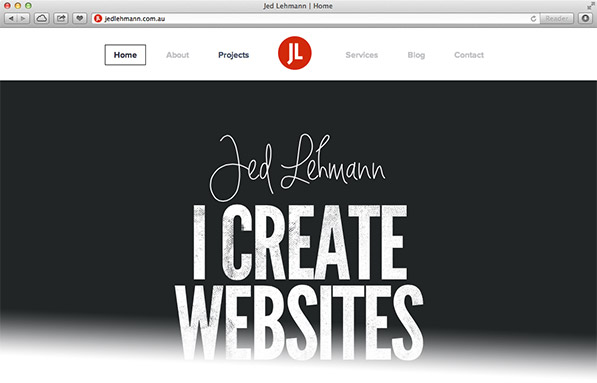 Jed Lehmann | Home
jedlehmann.com.au
Reader
Home About Projects JL Services Blog Contact
Jed Lehmann
I CREATE
WEBSITES